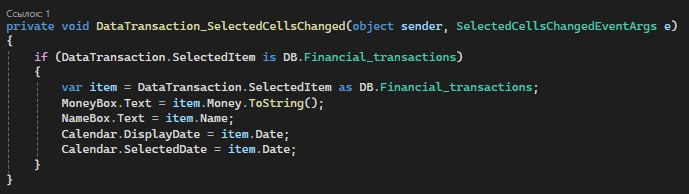 Ссылок: 1
private void DataTransaction_SelectedCellsChanged(object sender, SelectedCellsChangedEventArgs e)
{
    if (DataTransaction.SelectedItem is DB.Financial_transactions)
    {
        var item = DataTransaction.SelectedItem as DB.Financial_transactions;
        MoneyBox.Text = item.Money.ToString();
        NameBox.Text = item.Name;
        Calendar.DisplayDate = item.Date;
        Calendar.SelectedDate = item.Date;
    }
}